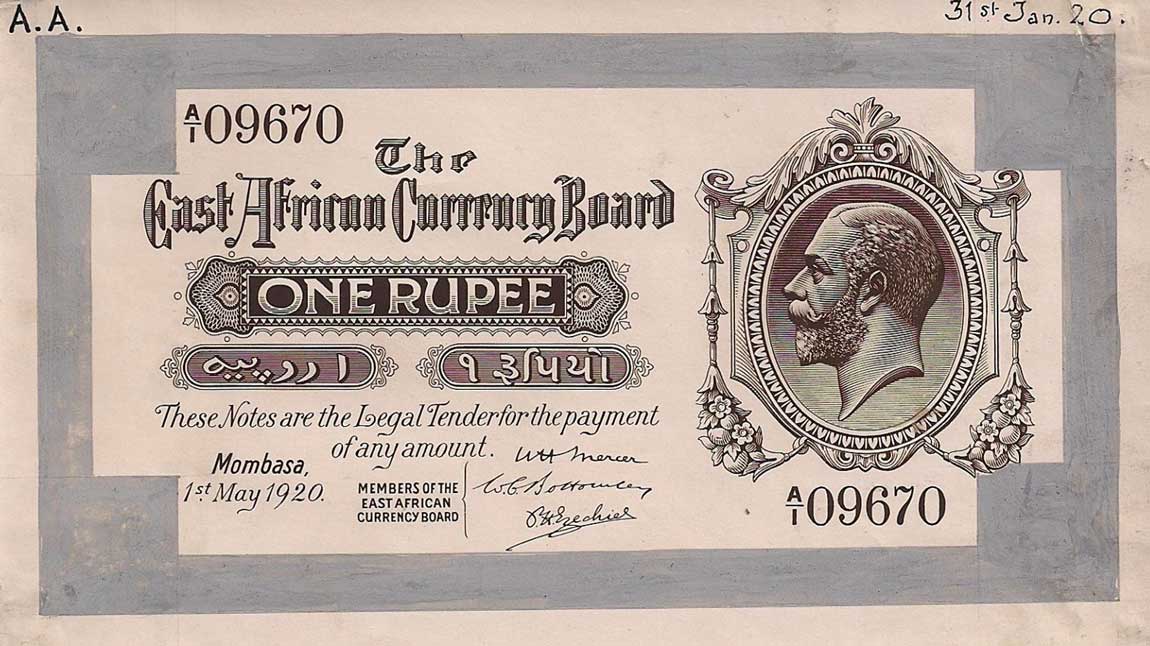 A.A.
31st Jan. 20.
A/1 09670
The
East African Currency Board
ONE RUPEE
૧ રૂપિયો
These Notes are the Legal Tender for the payment
of any amount.
Mombasa,
1st May 1920.
MEMBERS OF THE
EAST AFRICAN
CURRENCY BOARD
W H Mercer
W.C. Bottomley
P. H. Ezechiel
A/1 09670